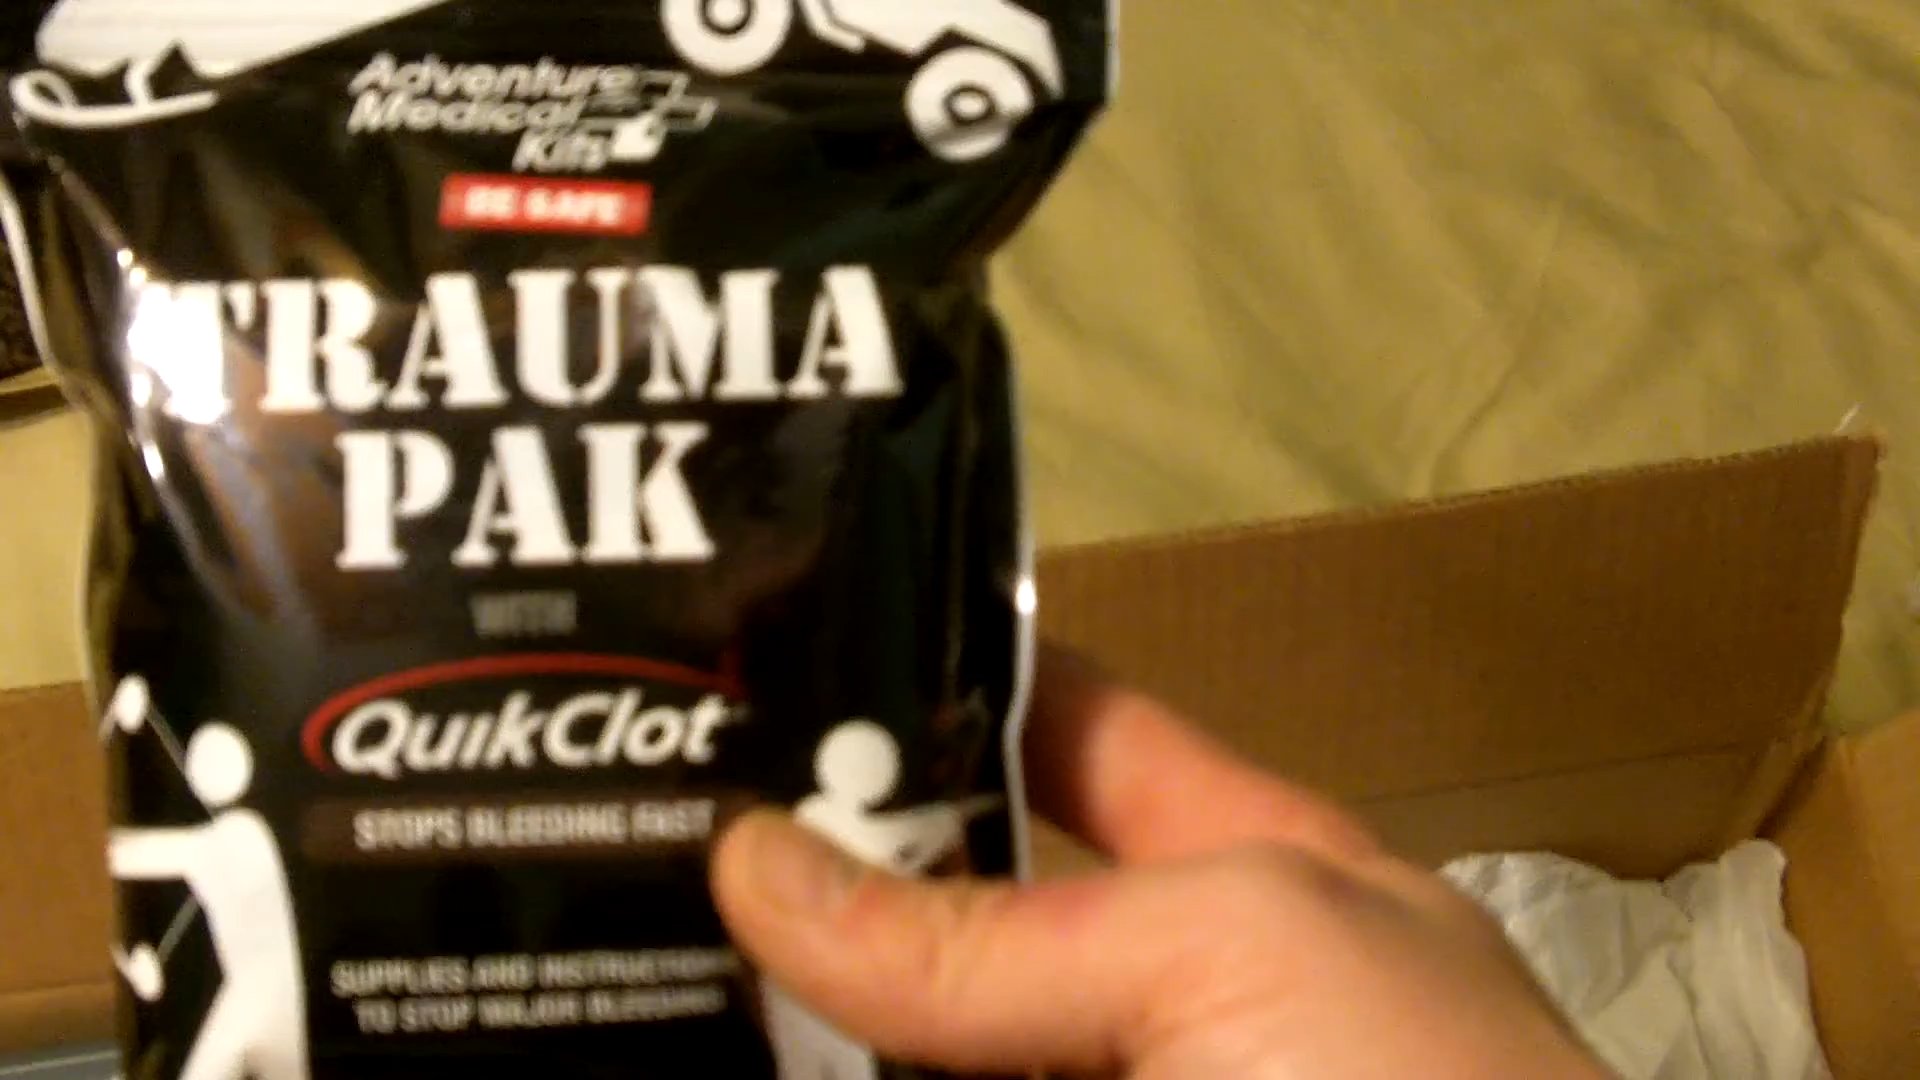 Adventure
Medical
Kits
BE SAFE
TRAUMA
PAK
WITH
QuikClot
STOPS BLEEDING FAST
SUPPLIES AND INSTRUCTIONS
TO STOP MAJOR BLEEDING